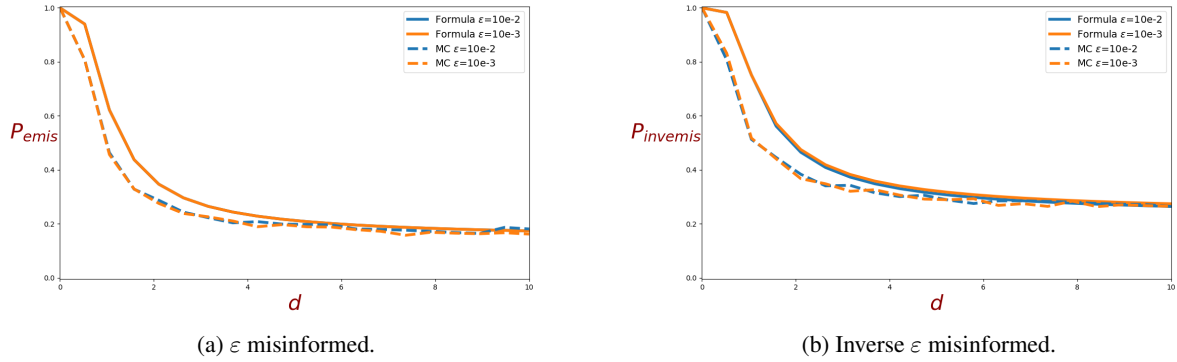 1.0
0.8
0.6
0.4
0.2
0.0
0 2 4 6 8 10
P_emis
d
Formula ε=10e-2
Formula ε=10e-3
MC ε=10e-2
MC ε=10e-3
(a) ε misinformed.
1.0
0.8
0.6
0.4
0.2
0.0
0 2 4 6 8 10
P_invemis
d
Formula ε=10e-2
Formula ε=10e-3
MC ε=10e-2
MC ε=10e-3
(b) Inverse ε misinformed.